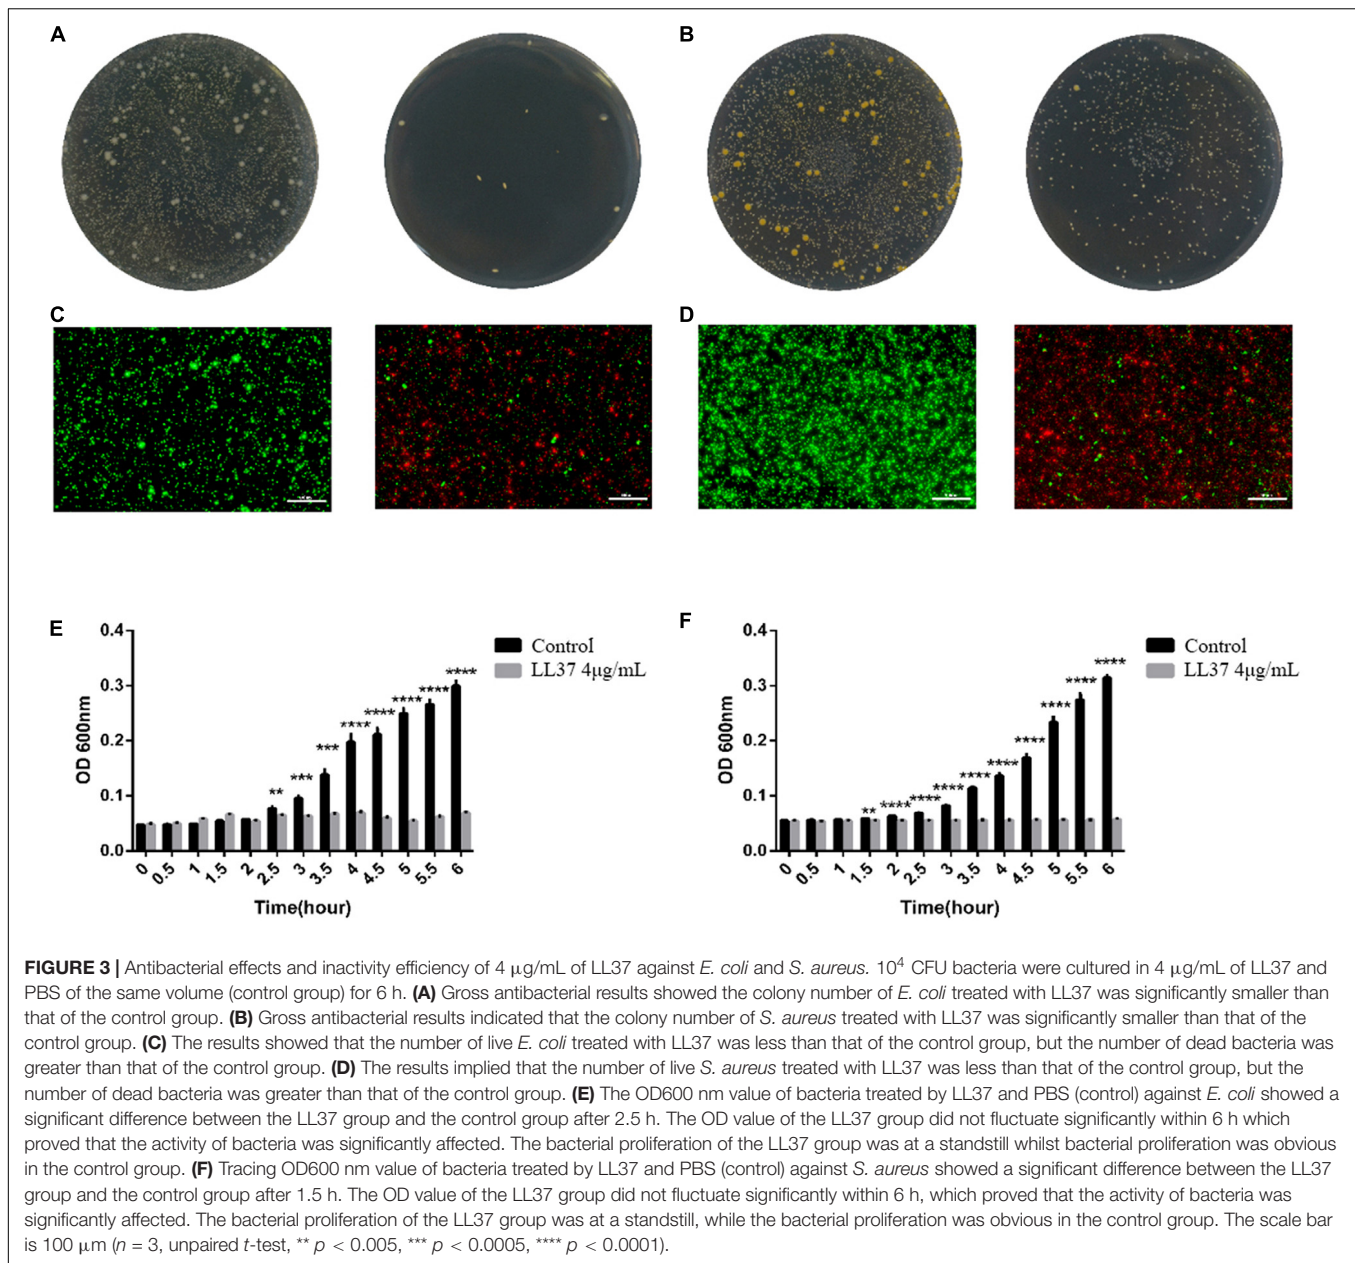 A
B
C
D
E
0.4
0.3
0.2
0.1
0.0
OD 600nm
**
***
***
****
****
****
****
****
Control
LL37 4μg/mL
0 0.5 1 1.5 2 2.5 3 3.5 4 4.5 5 5.5 6
Time(hour)
F
0.4
0.3
0.2
0.1
0.0
OD 600nm
**
****
****
****
****
****
****
****
****
****
Control
LL37 4μg/mL
0 0.5 1 1.5 2 2.5 3 3.5 4 4.5 5 5.5 6
Time(hour)
FIGURE 3 | Antibacterial effects and inactivity efficiency of 4 μg/mL of LL37 against E. coli and S. aureus. 10⁴ CFU bacteria were cultured in 4 μg/mL of LL37 and
PBS of the same volume (control group) for 6 h. (A) Gross antibacterial results showed the colony number of E. coli treated with LL37 was significantly smaller than
that of the control group. (B) Gross antibacterial results indicated that the colony number of S. aureus treated with LL37 was significantly smaller than that of the
control group. (C) The results showed that the number of live E. coli treated with LL37 was less than that of the control group, but the number of dead bacteria was
greater than that of the control group. (D) The results implied that the number of live S. aureus treated with LL37 was less than that of the control group, but the
number of dead bacteria was greater than that of the control group. (E) The OD600 nm value of bacteria treated by LL37 and PBS (control) against E. coli showed a
significant difference between the LL37 group and the control group after 2.5 h. The OD value of the LL37 group did not fluctuate significantly within 6 h which
proved that the activity of bacteria was significantly affected. The bacterial proliferation of the LL37 group was at a standstill whilst bacterial proliferation was obvious
in the control group. (F) Tracing OD600 nm value of bacteria treated by LL37 and PBS (control) against S. aureus showed a significant difference between the LL37
group and the control group after 1.5 h. The OD value of the LL37 group did not fluctuate significantly within 6 h, which proved that the activity of bacteria was
significantly affected. The bacterial proliferation of the LL37 group was at a standstill, while the bacterial proliferation was obvious in the control group. The scale bar
is 100 μm (n = 3, unpaired t-test, ** p < 0.005, *** p < 0.0005, **** p < 0.0001).